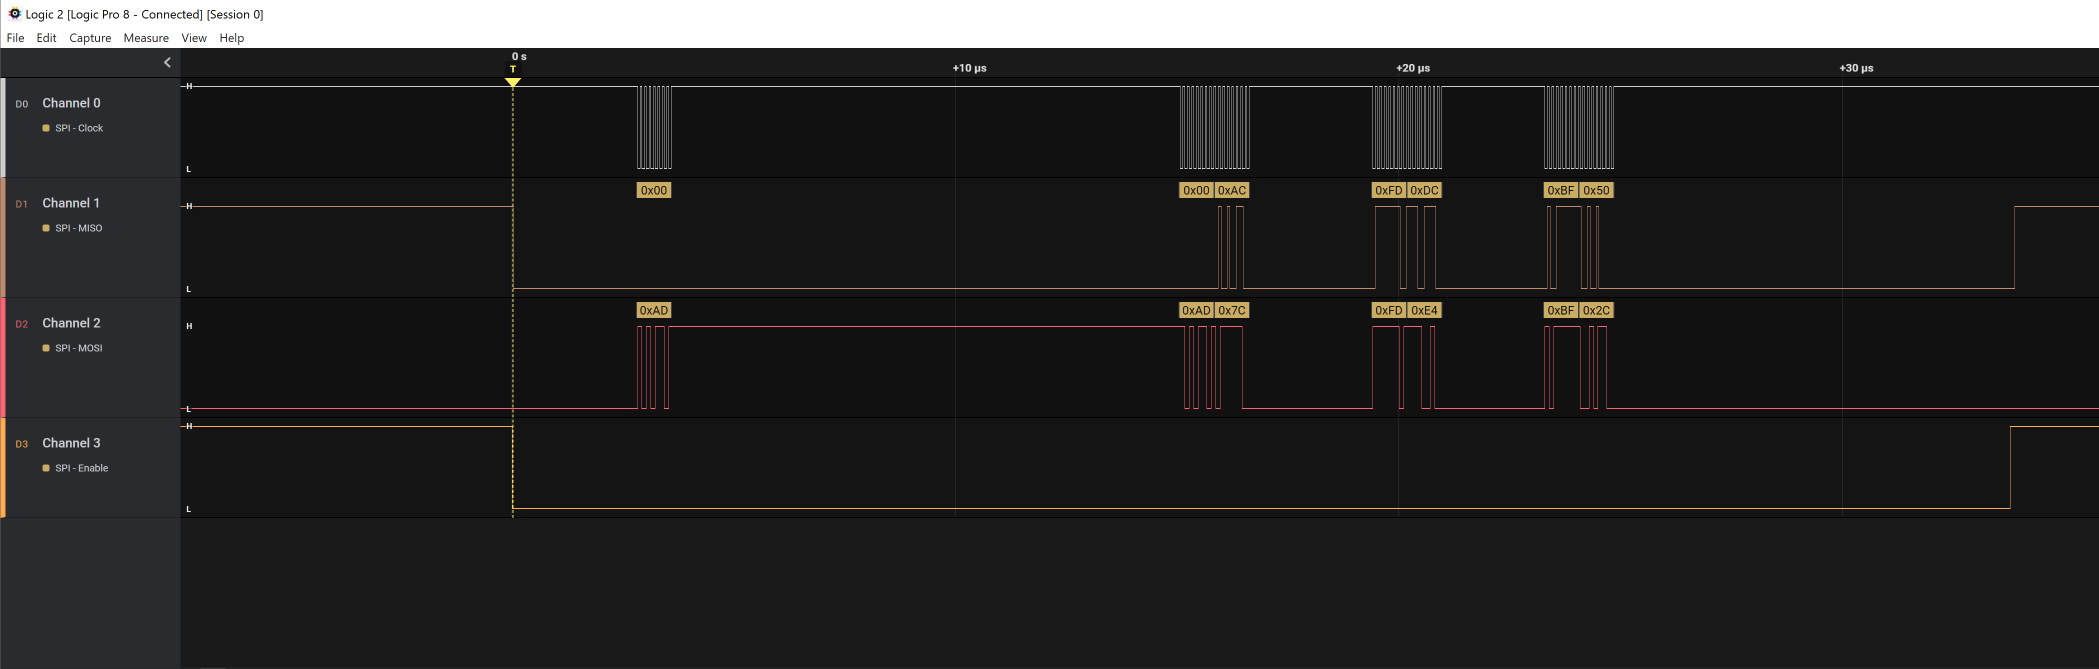 Logic 2 [Logic Pro 8 - Connected] [Session 0]
File Edit Capture Measure View Help
0 s
T
+10 µs +20 µs +30 µs
H
D0 Channel 0
SPI - Clock
L
0x00 0x00 0xAC 0xFD 0xDC 0xBF 0x50
D1 Channel 1 H
SPI - MISO
L
0xAD 0xAD 0x7C 0xFD 0xE4 0xBF 0x2C
D2 Channel 2 H
SPI - MOSI
L
H
D3 Channel 3
SPI - Enable
L